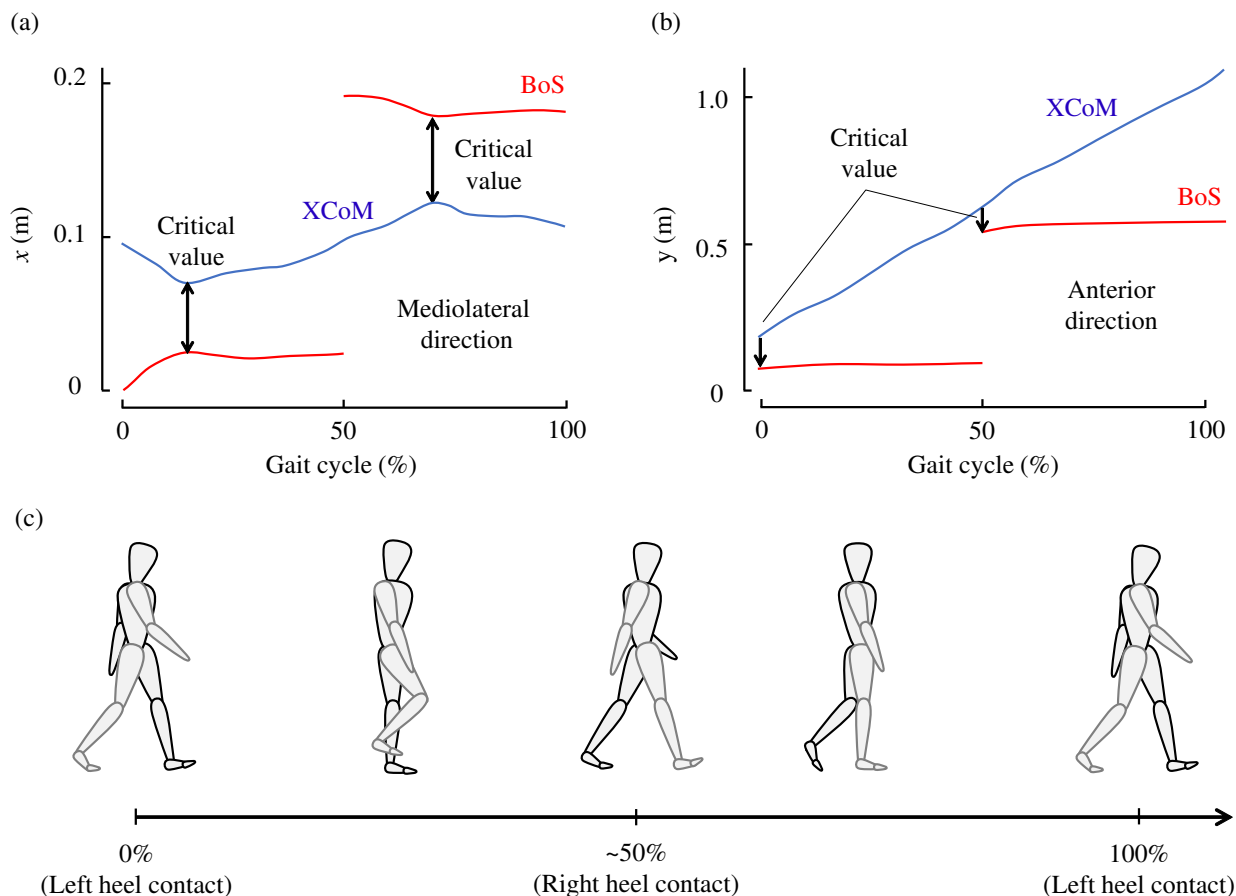 (a)
0.2
0.1
0
x (m)
BoS
Critical
value
XCoM
Critical
value
Mediolateral
direction
0
50
100
Gait cycle (%)
(b)
1.0
0.5
0
y (m)
XCoM
Critical
value
BoS
Anterior
direction
0
50
100
Gait cycle (%)
(c)
0%
(Left heel contact)
~50%
(Right heel contact)
100%
(Left heel contact)